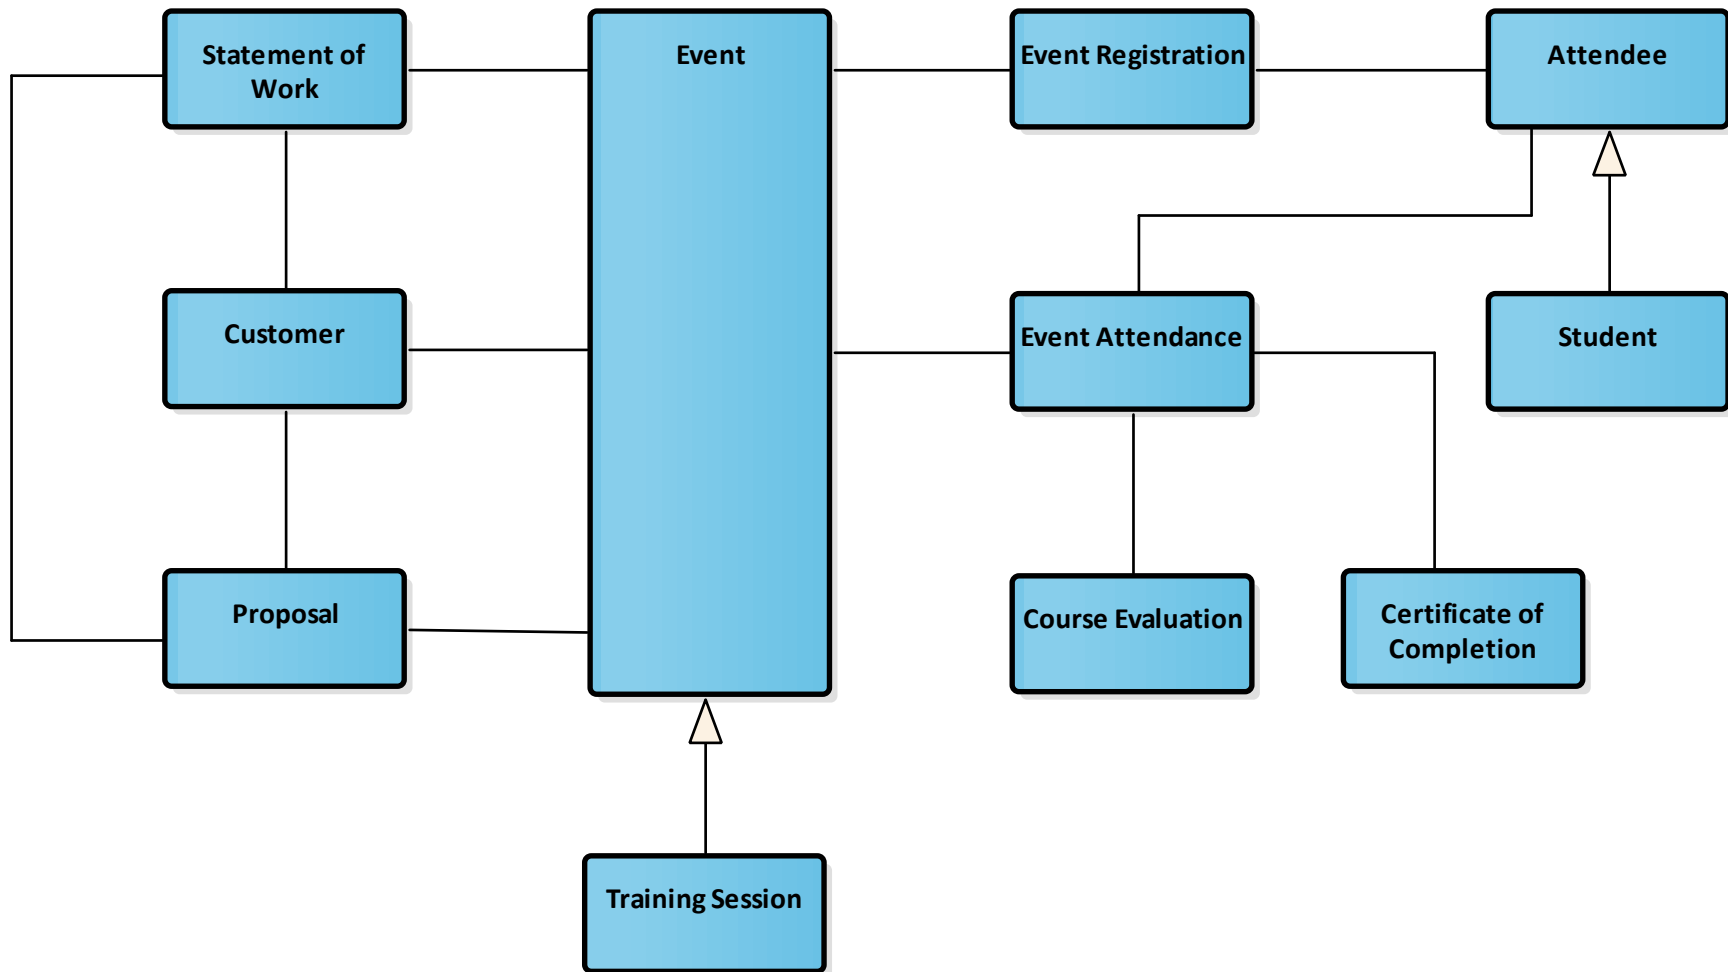 Statement of
Work
Event
Event Registration
Attendee
Customer
Event Attendance
Student
Proposal
Course Evaluation
Certificate of
Completion
Training Session